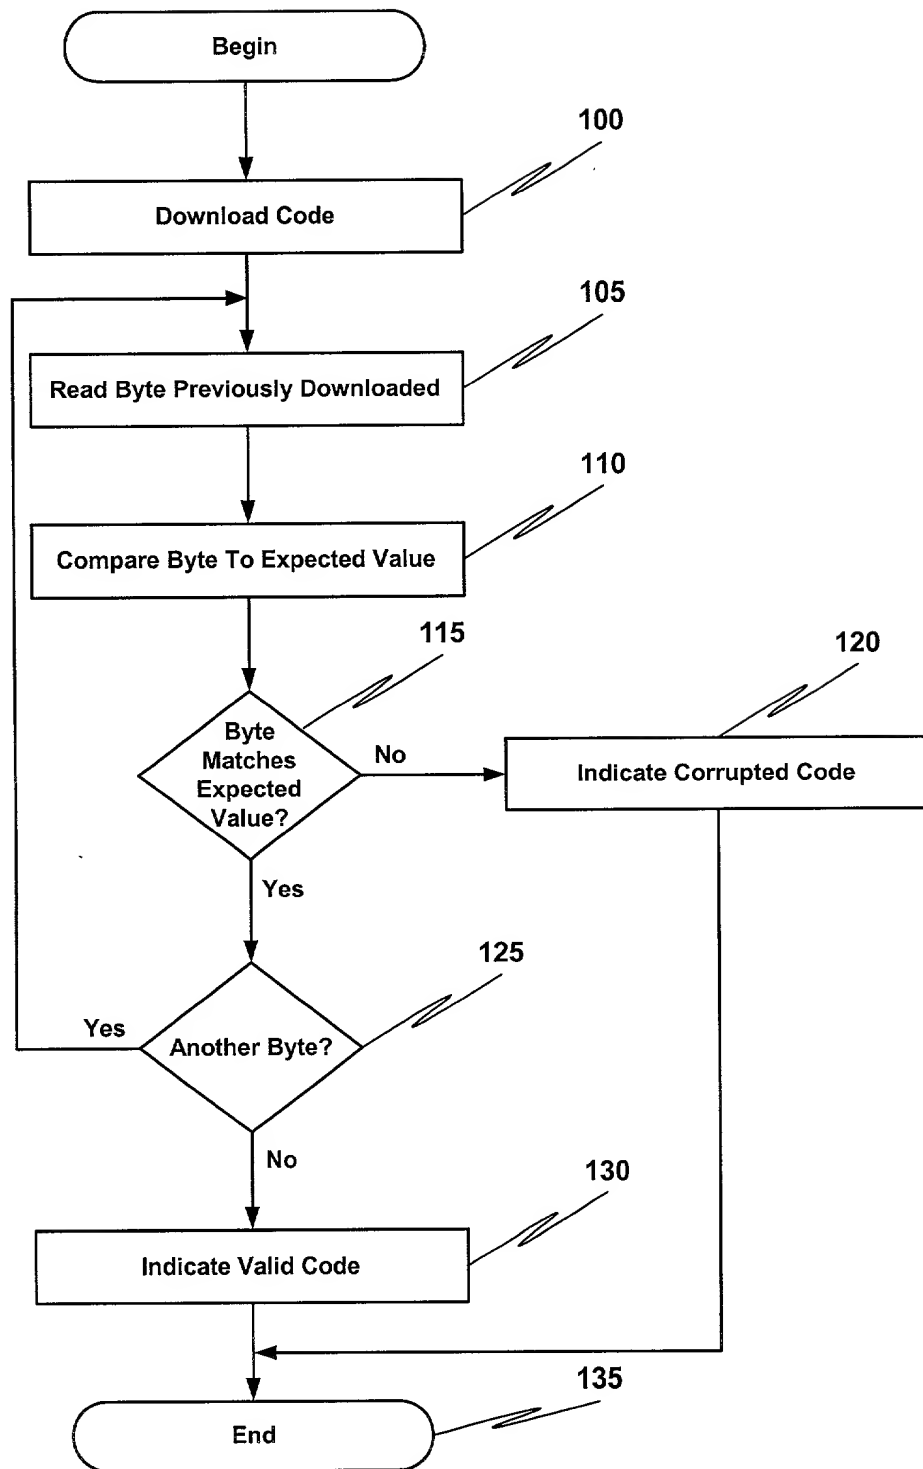 Begin
100
Download Code
105
Read Byte Previously Downloaded
110
Compare Byte To Expected Value
115
120
Byte
Matches
Expected
Value?
No
Indicate Corrupted Code
Yes
125
Yes
Another Byte?
No
130
Indicate Valid Code
135
End